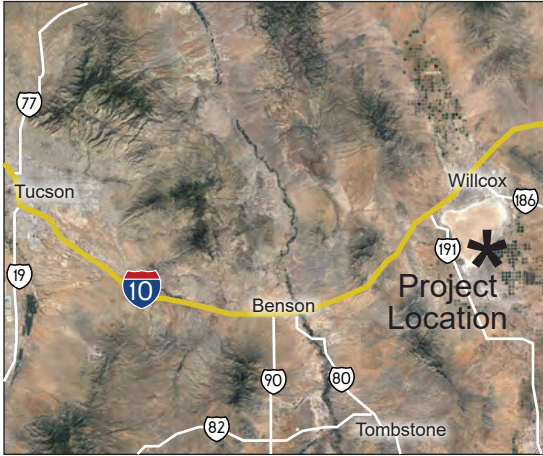 77
Tucson
Willcox
186
191
19
10
Project
Location
Benson
90
80
82
Tombstone